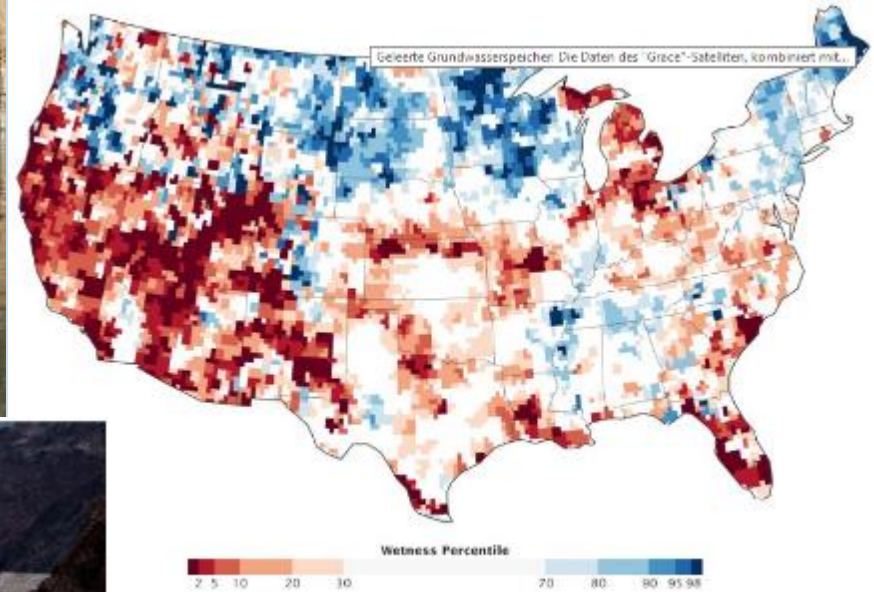 Geleerte Grundwasserspeicher: Die Daten des "Grace"-Satelliten, kombiniert mit...
Wetness Percentile
2 5 10 20 30 70 80 90 95 98